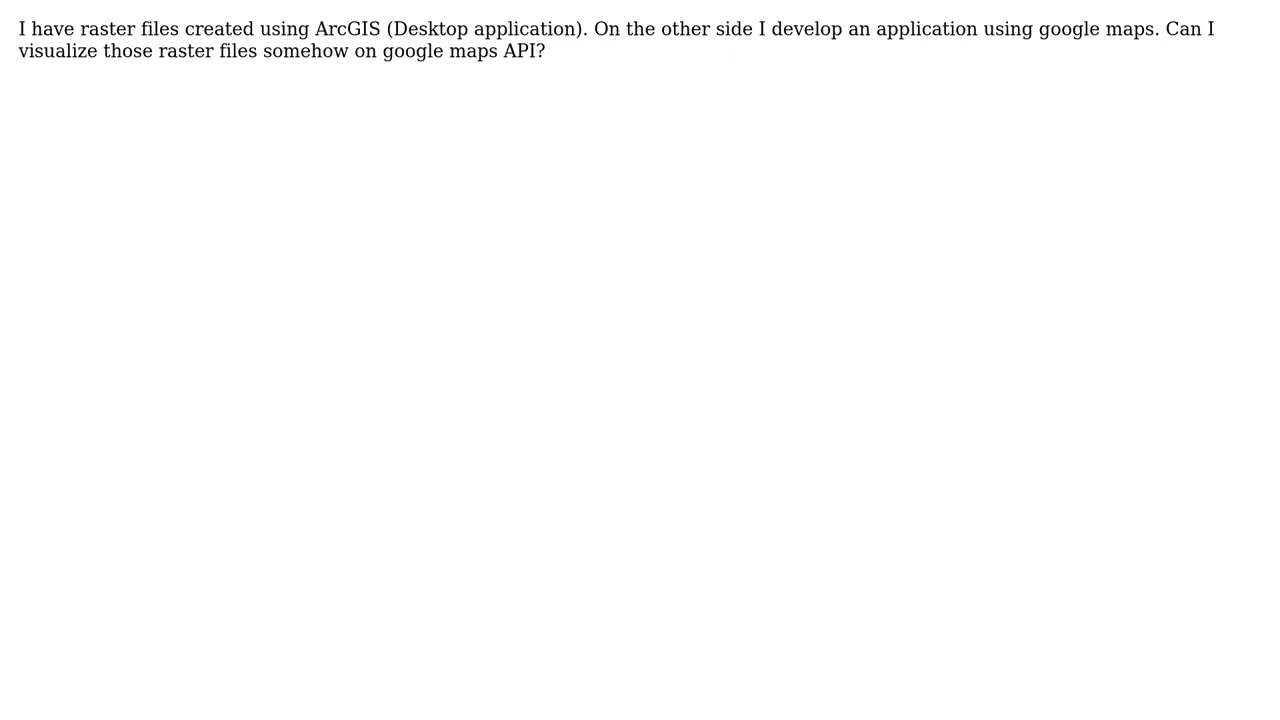 I have raster files created using ArcGIS (Desktop application). On the other side I develop an application using google maps. Can I
visualize those raster files somehow on google maps API?